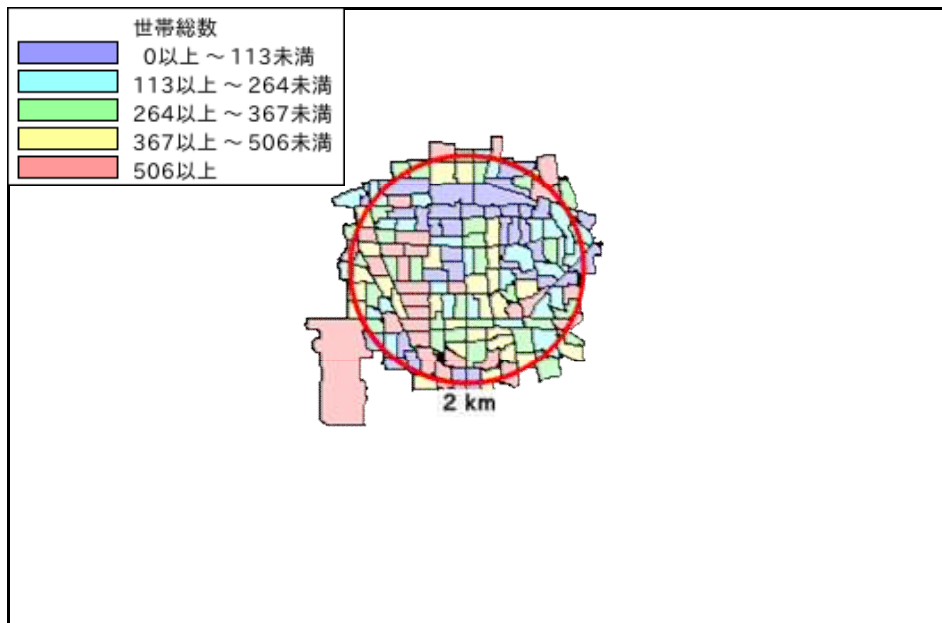 世帯総数
0以上 ～ 113未満
113以上 ～ 264未満
264以上 ～ 367未満
367以上 ～ 506未満
506以上
2 km